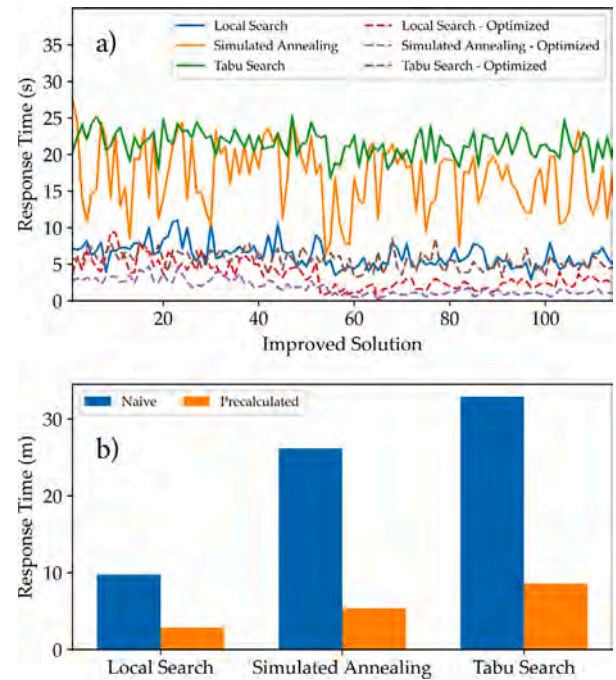 a)
Local Search
Simulated Annealing
Tabu Search
Local Search - Optimized
Simulated Annealing - Optimized
Tabu Search - Optimized
Response Time (s)
35
30
25
20
15
10
5
0
20 40 60 80 100
Improved Solution
Naive Precalculated
b)
Response Time (m)
30
20
10
0
Local Search Simulated Annealing Tabu Search